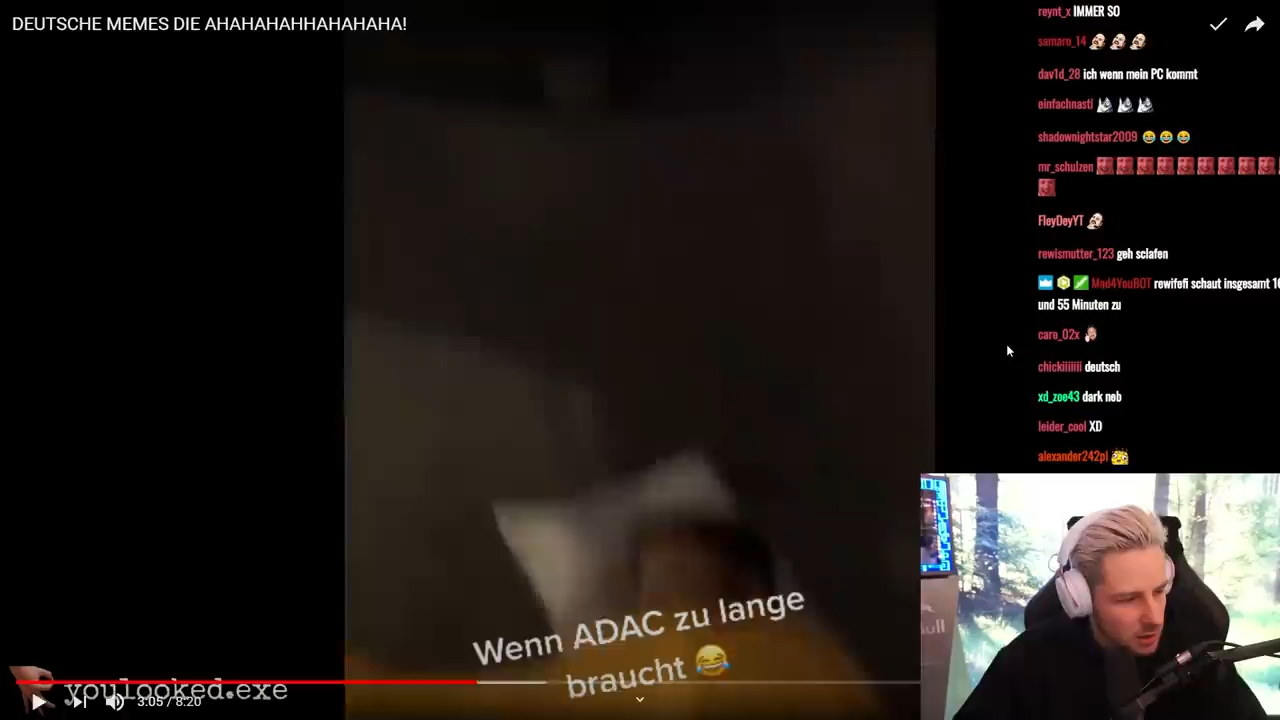 DEUTSCHE MEMES DIE AHAHAHAHHAHAHAHA!
reynt_x IMMER SO
samaro_14
dav1d_28 ich wenn mein PC kommt
einfachnasti
shadownightstar2009 😂 😂 😂
mr_schulzen
FleyDeyYT
rewismutter_123 geh sclafen
Mod4YouBOT rewifefi schaut insgesamt
und 55 Minuten zu
caro_02x
chickiiiiiii deutsch
xd_zoe43 dark neb
leider_cool XD
alexander242pl
Wenn ADAC zu lange
braucht 😂
youlooked.exe
3:05 / 8:20